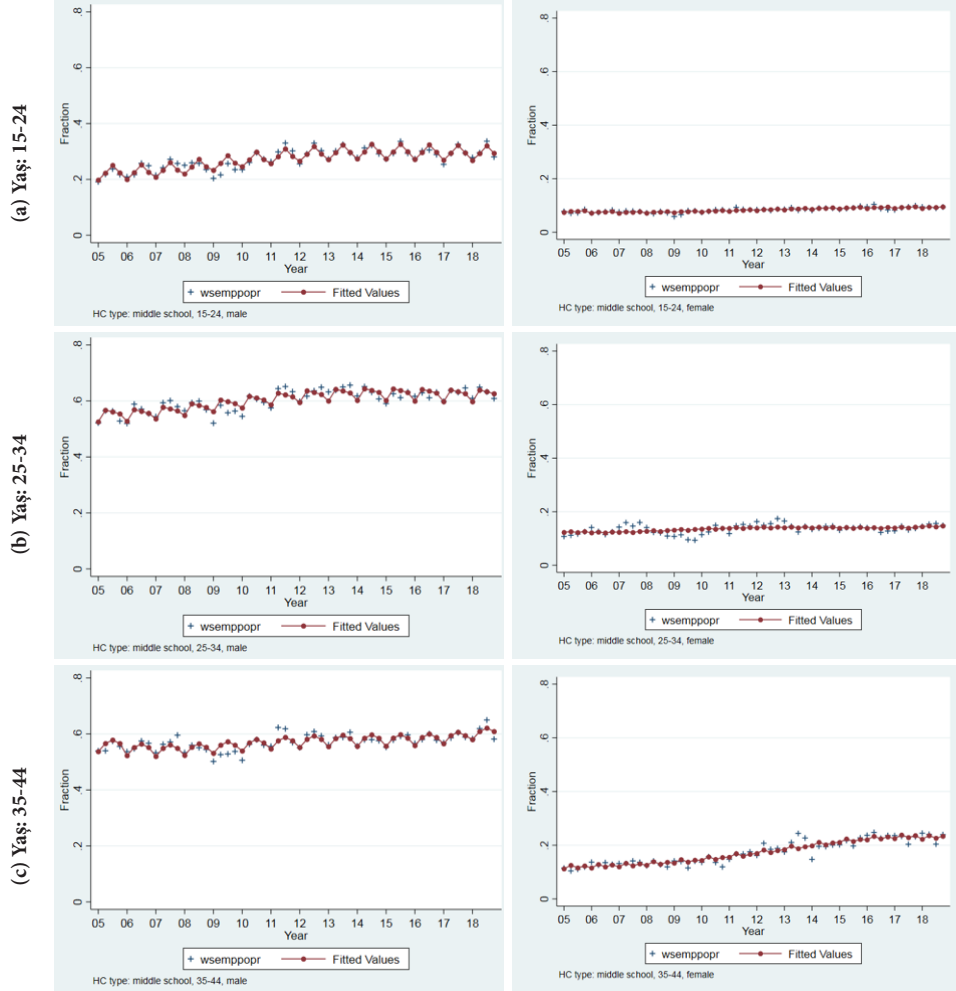 (a) Yaş: 15-24
.8
.6
.4
.2
0
Fraction
05 06 07 08 09 10 11 12 13 14 15 16 17 18
Year
wsemppopr Fitted Values
HC type: middle school, 15-24, male
.8
.6
.4
.2
0
Fraction
05 06 07 08 09 10 11 12 13 14 15 16 17 18
Year
wsemppopr Fitted Values
HC type: middle school, 15-24, female
(b) Yaş: 25-34
.8
.6
.4
.2
0
Fraction
05 06 07 08 09 10 11 12 13 14 15 16 17 18
Year
wsemppopr Fitted Values
HC type: middle school, 25-34, male
.8
.6
.4
.2
0
Fraction
05 06 07 08 09 10 11 12 13 14 15 16 17 18
Year
wsemppopr Fitted Values
HC type: middle school, 25-34, female
(c) Yaş: 35-44
.8
.6
.4
.2
0
Fraction
05 06 07 08 09 10 11 12 13 14 15 16 17 18
Year
wsemppopr Fitted Values
HC type: middle school, 35-44, male
.8
.6
.4
.2
0
Fraction
05 06 07 08 09 10 11 12 13 14 15 16 17 18
Year
wsemppopr Fitted Values
HC type: middle school, 35-44, female